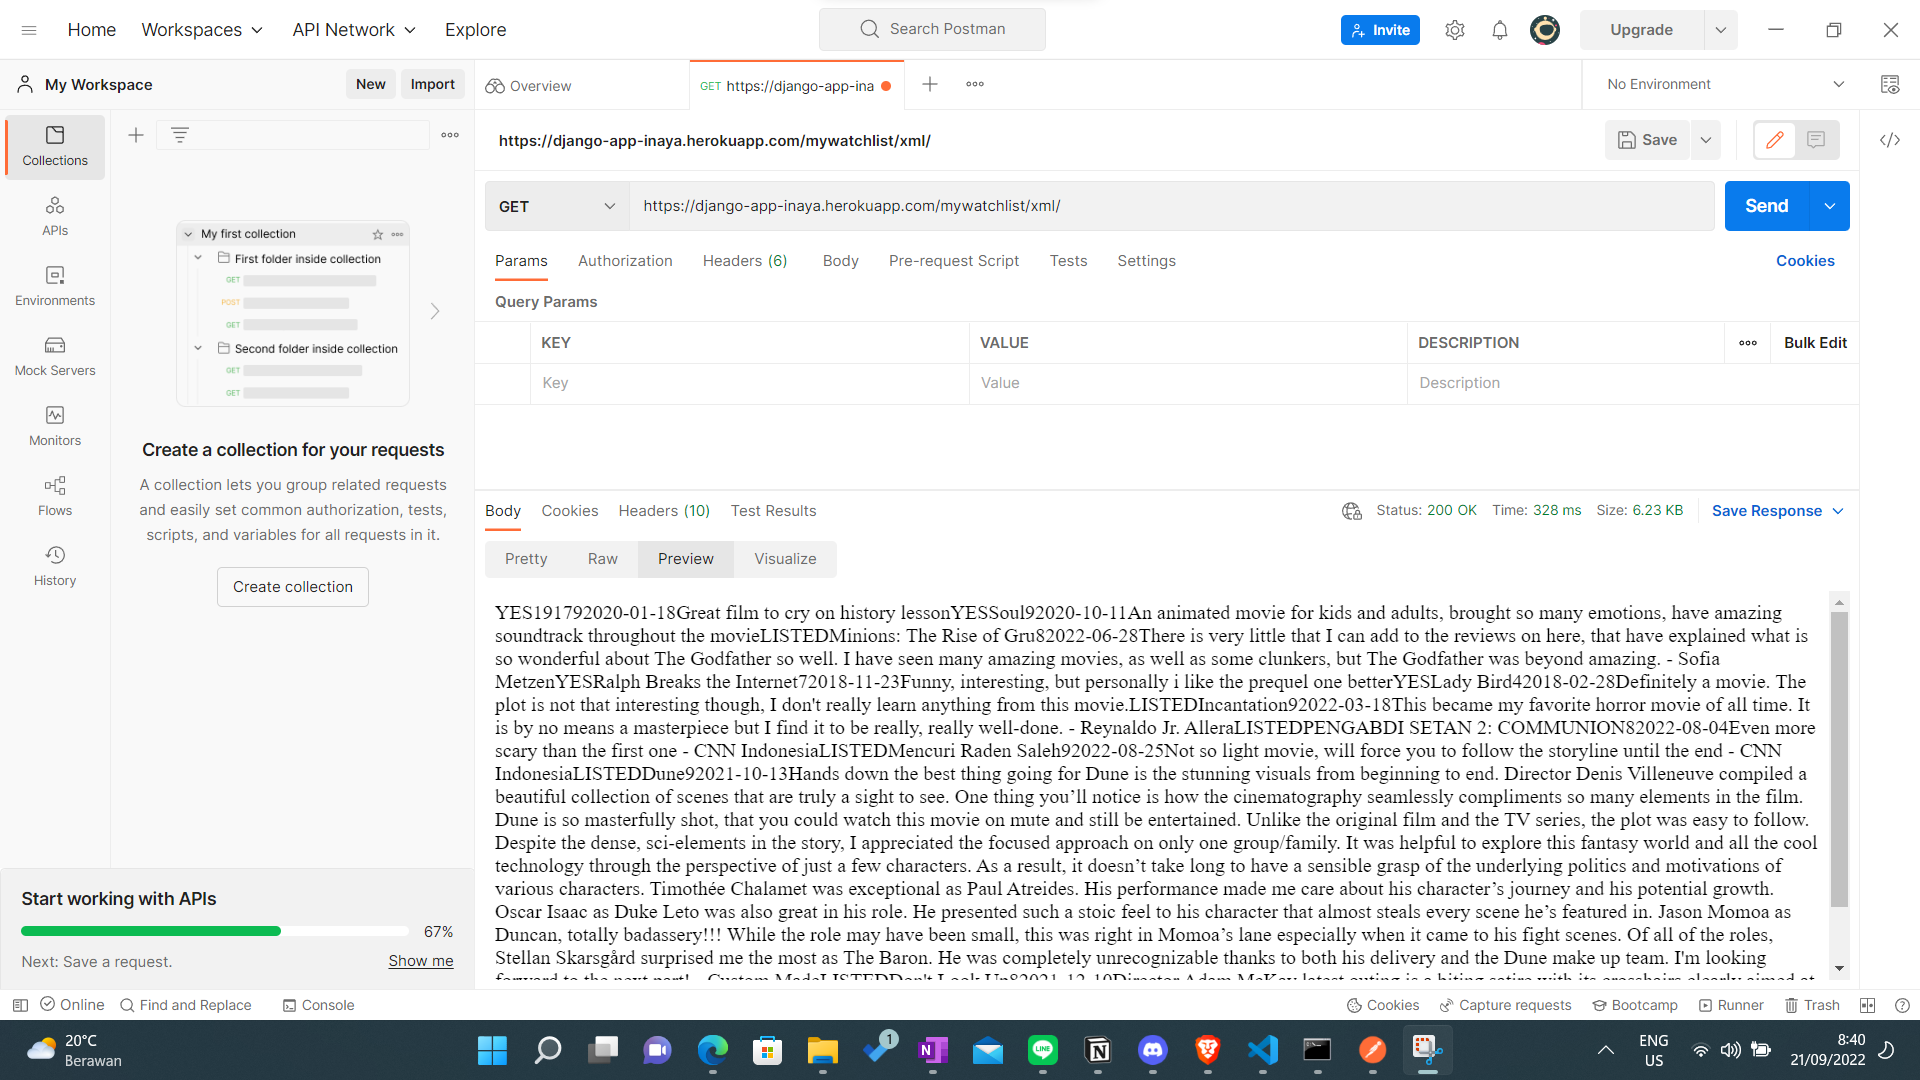 Home
Workspaces
API Network
Explore
Search Postman
Invite
Upgrade
My Workspace
New
Import
Overview
GET https://django-app-ina
No Environment
Collections
APIs
Environments
Mock Servers
Monitors
Flows
History
My first collection
First folder inside collection
GET
POST
GET
Second folder inside collection
GET
GET
Create a collection for your requests
A collection lets you group related requests
and easily set common authorization, tests,
scripts, and variables for all requests in it.
Create collection
Start working with APIs
67%
Next: Save a request.
Show me
https://django-app-inaya.herokuapp.com/mywatchlist/xml/
Save
GET
https://django-app-inaya.herokuapp.com/mywatchlist/xml/
Send
Params
Authorization
Headers (6)
Body
Pre-request Script
Tests
Settings
Cookies
Query Params
KEY
VALUE
DESCRIPTION
Bulk Edit
Key
Value
Description
Body
Cookies
Headers (10)
Test Results
Status: 200 OK
Time: 328 ms
Size: 6.23 KB
Save Response
Pretty
Raw
Preview
Visualize
YES191792020-01-18Great film to cry on history lessonYESSoul92020-10-11An animated movie for kids and adults, brought so many emotions, have amazing
soundtrack throughout the movieLISTEDMinions: The Rise of Gru82022-06-28There is very little that I can add to the reviews on here, that have explained what is
so wonderful about The Godfather so well. I have seen many amazing movies, as well as some clunkers, but The Godfather was beyond amazing. - Sofia
MetzenYESRalph Breaks the Internet72018-11-23Funny, interesting, but personally i like the prequel one betterYESLady Bird42018-02-28Definitely a movie. The
plot is not that interesting though, I don't really learn anything from this movie.LISTEDIncantation92022-03-18This became my favorite horror movie of all time. It
is by no means a masterpiece but I find it to be really, really well-done. - Reynaldo Jr. AlleraLISTEDPENGABDI SETAN 2: COMMUNION82022-08-04Even more
scary than the first one - CNN IndonesiaLISTEDMencuri Raden Saleh92022-08-25Not so light movie, will force you to follow the storyline until the end - CNN
IndonesiaLISTEDDune92021-10-13Hands down the best thing going for Dune is the stunning visuals from beginning to end. Director Denis Villeneuve compiled a
beautiful collection of scenes that are truly a sight to see. One thing you’ll notice is how the cinematography seamlessly compliments so many elements in the film.
Dune is so masterfully shot, that you could watch this movie on mute and still be entertained. Unlike the original film and the TV series, the plot was easy to follow.
Despite the dense, sci-elements in the story, I appreciated the focused approach on only one group/family. It was helpful to explore this fantasy world and all the cool
technology through the perspective of just a few characters. As a result, it doesn’t take long to have a sensible grasp of the underlying politics and motivations of
various characters. Timothée Chalamet was exceptional as Paul Atreides. His performance made me care about his character’s journey and his potential growth.
Oscar Isaac as Duke Leto was also great in his role. He presented such a stoic feel to his character that almost steals every scene he’s featured in. Jason Momoa as
Duncan, totally badassery!!! While the role may have been small, this was right in Momoa’s lane especially when it came to his fight scenes. Of all of the roles,
Stellan Skarsgård surprised me the most as The Baron. He was completely unrecognizable thanks to both his delivery and the Dune make up team. I'm looking
forward to the next part! - Custom MadeLISTEDDon't Look Up82021-12-10Director Adam McKay latest outing is a biting satire with its crosshairs clearly aimed at
Online
Find and Replace
Console
Cookies
Capture requests
Bootcamp
Runner
Trash
20°C
Berawan
1
ENG
US
8:40
21/09/2022